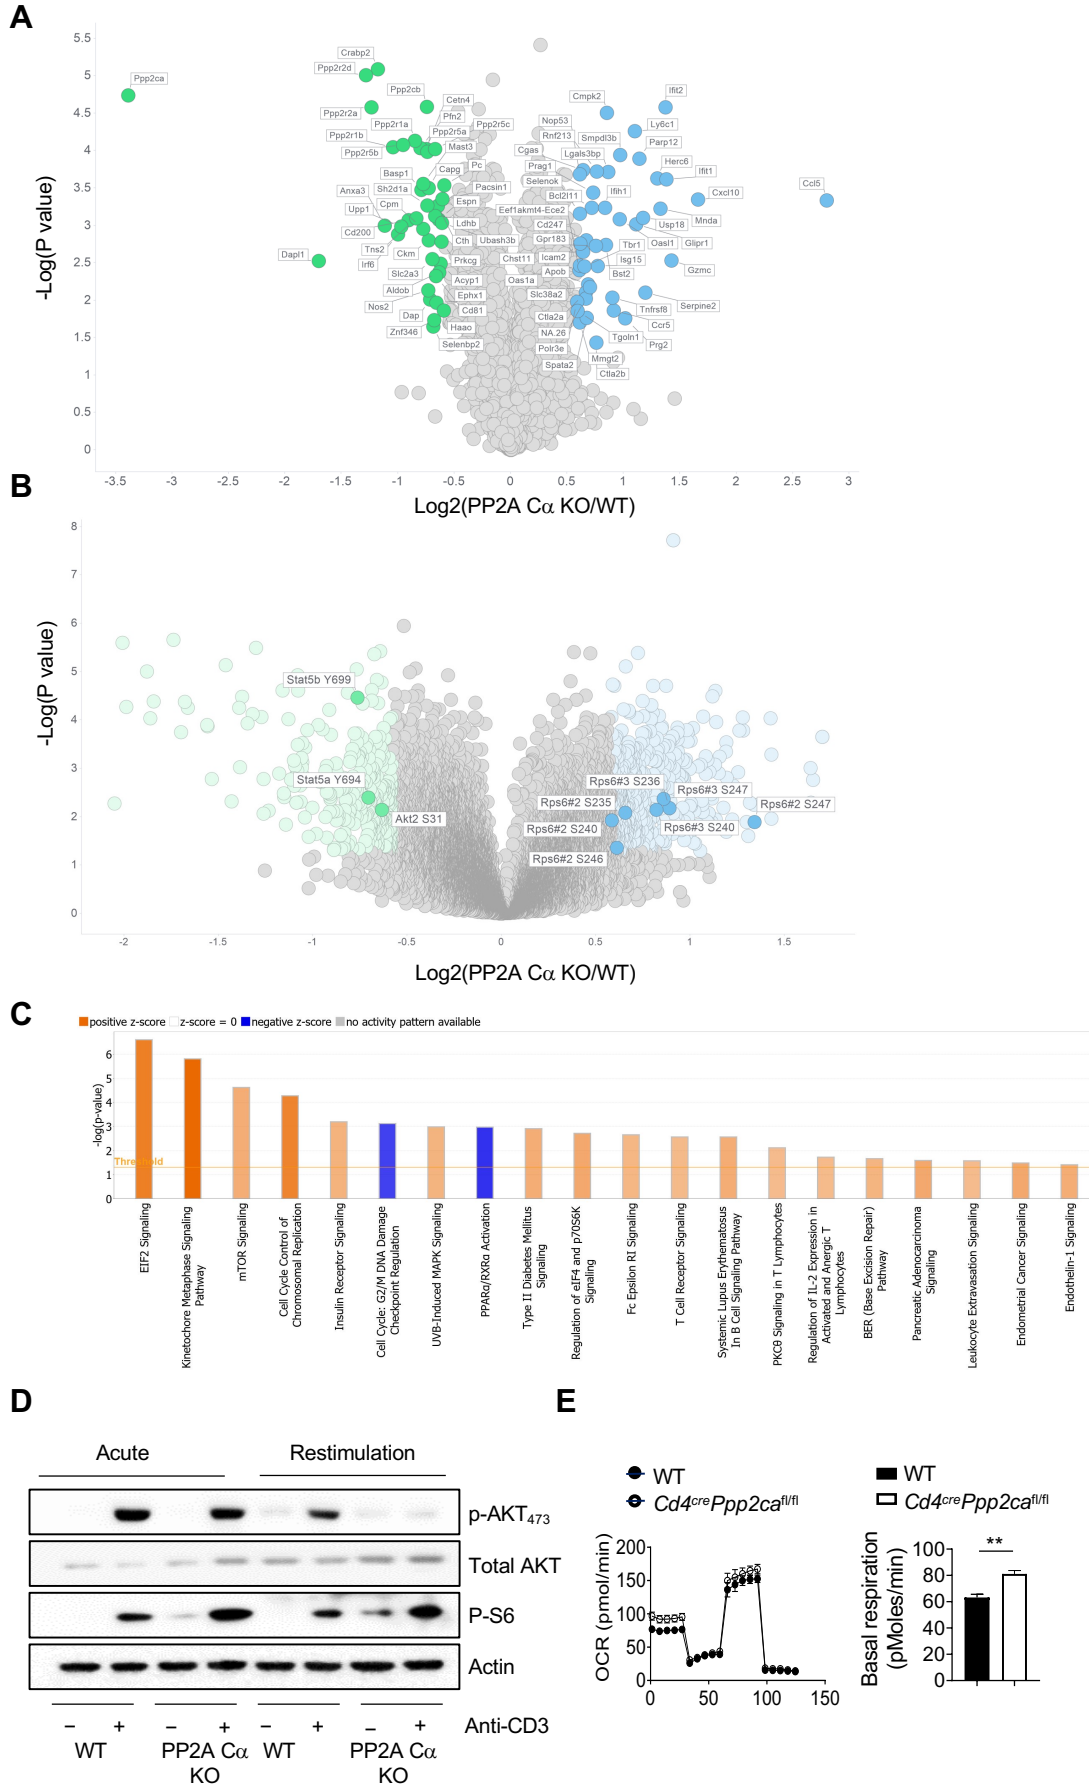 A
-Log(P value)
5.5
5
4.5
4
3.5
3
2.5
2
1.5
1
0.5
0
Ppp2ca
Crabp2
Ppp2r2d
Ppp2cb
Ppp2r2a
Cetn4
Pfn2
Ppp2r1a
Ppp2r5c
Ppp2r1b
Ppp2r5a
Ppp2r5b
Mast3
Basp1
Capg
Pc
Anxa3
Sh2d1a
Pacsin1
Cpm
Espn
Upp1
Cd200
Ldhb
Tns2
Ckm
Cth
Ubash3b
Dapl1
Irf6
Prkcg
Slc2a3
Acyp1
Aldob
Ephx1
Nos2
Dap
Cd81
Znf346
Haao
Selenbp2
Cmpk2
Ifit2
Nop53
Ly6c1
Rnf213
Smpdl3b
Parp12
Cgas
Lgals3bp
Herc6
Prag1
Ifit1
Selenok
Ccl5
Bcl2l11
Ifih1
Cxcl10
Eef1akmt4-Ece2
Mnda
Cd247
Usp18
Gpr183
Tbr1
Oasl1
Glipr1
Chst11
Icam2
Isg15
Apob
Bst2
Gzmc
Oas1a
Slc38a2
Serpine2
Tnfrsf8
Ctla2a
Ccr5
NA.26
Tgoln1
Prg2
Polr3e
Mmgt2
Spata2
Ctla2b
-3.5 -3 -2.5 -2 -1.5 -1 -0.5 0 0.5 1 1.5 2 2.5 3
Log2(PP2A Cα KO/WT)
B
-Log(P value)
8
7
6
5
4
3
2
1
0
Stat5b Y699
Stat5a Y694
Akt2 S31
Rps6#3 S236
Rps6#3 S247
Rps6#2 S235
Rps6#2 S247
Rps6#2 S240
Rps6#3 S240
Rps6#2 S246
-2 -1.5 -1 -0.5 0 0.5 1 1.5
Log2(PP2A Cα KO/WT)
C
positive z-score z-score = 0 negative z-score no activity pattern available
-log(p-value)
6
5
4
3
2
Threshold
1
0
EIF2 Signaling
Kinetochore Metaphase Signaling
Pathway
mTOR Signaling
Cell Cycle Control of
Chromosomal Replication
Insulin Receptor Signaling
Cell Cycle: G2/M DNA Damage
Checkpoint Regulation
UVB-Induced MAPK Signaling
PPARα/RXRα Activation
Type II Diabetes Mellitus
Signaling
Regulation of eIF4 and p70S6K
Signaling
Fc Epsilon RI Signaling
T Cell Receptor Signaling
Systemic Lupus Erythematosus
In B Cell Signaling Pathway
PKCθ Signaling in T Lymphocytes
Regulation of IL-2 Expression in
Activated and Anergic T
Lymphocytes
BER (Base Excision Repair)
Pathway
Pancreatic Adenocarcinoma
Signaling
Leukocyte Extravasation Signaling
Endometrial Cancer Signaling
Endothelin-1 Signaling
D
Acute Restimulation
p-AKT473
Total AKT
P-S6
Actin
– + – + – + – + Anti-CD3
WT PP2A Cα WT PP2A Cα
KO KO
E
WT
Cd4crePpp2cafl/fl
OCR (pmol/min)
200
150
100
50
0
0 50 100 150
WT
Cd4crePpp2cafl/fl
Basal respiration
(pMoles/min)
**
100
80
60
40
20
0